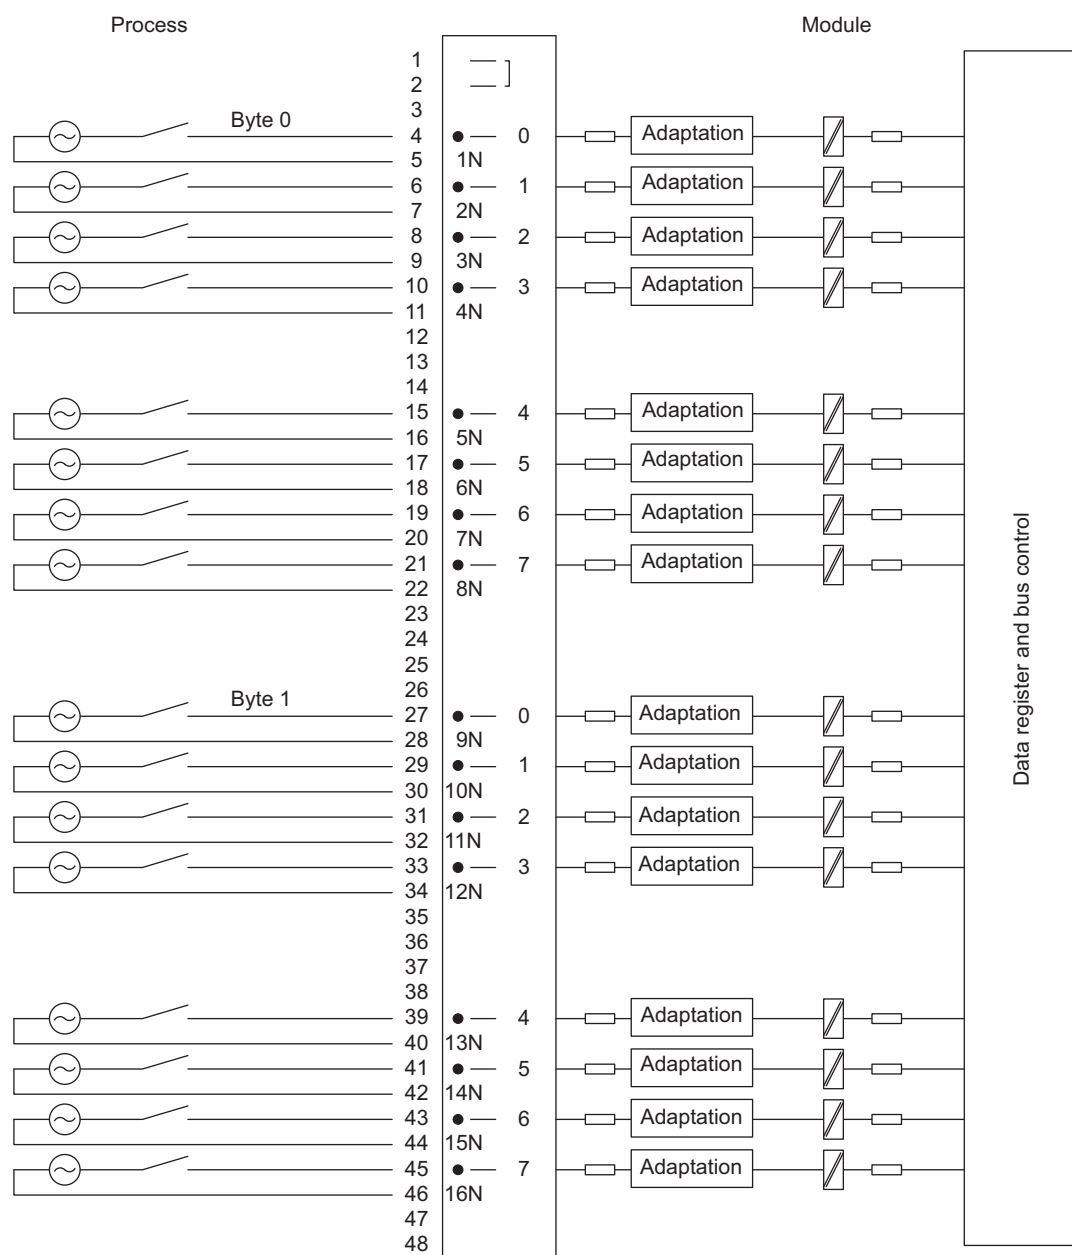 Process Module
1
2
3
Byte 0 4 0 Adaptation
5 1N
6 1 Adaptation
7 2N
8 2 Adaptation
9 3N
10 3 Adaptation
11 4N
12
13
14
15 4 Adaptation
16 5N
17 5 Adaptation
18 6N
19 6 Adaptation
20 7N
21 7 Adaptation
22 8N
23
24
25
26
Byte 1 27 0 Adaptation
28 9N
29 1 Adaptation
30 10N
31 2 Adaptation
32 11N
33 3 Adaptation
34 12N
35
36
37
38
39 4 Adaptation
40 13N
41 5 Adaptation
42 14N
43 6 Adaptation
44 15N
45 7 Adaptation
46 16N
47
48
Data register and bus control